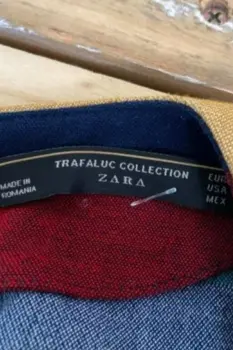 TRAFALUC COLLECTION
ZARA
MADE IN
ROMANIA
EUR
USA
MEX